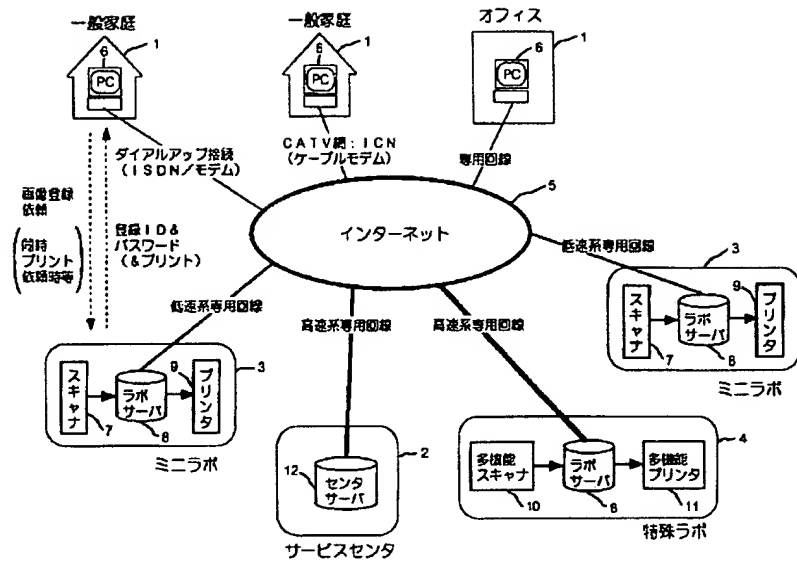 一般家庭
1
6
PC
一般家庭
1
6
PC
オフィス
1
6
PC
ダイアルアップ接続
(ISDN/モデム)
CATV網:ICN
(ケーブルモデム)
専用回線
5
画像登録
依頼
(同時
プリント
依頼時等)
登録ID&
パスワード
(&プリント)
インターネット
低速系専用回線
3
スキャナ
7
ラボ
サーバ
8
9
プリンタ
ミニラボ
低速系専用回線
高速系専用回線
高速系専用回線
スキャナ
7
ラボ
サーバ
8
9
プリンタ
3
ミニラボ
2
12
センタ
サーバ
サービスセンタ
4
多機能
スキャナ
10
ラボ
サーバ
8
多機能
プリンタ
11
特殊ラボ